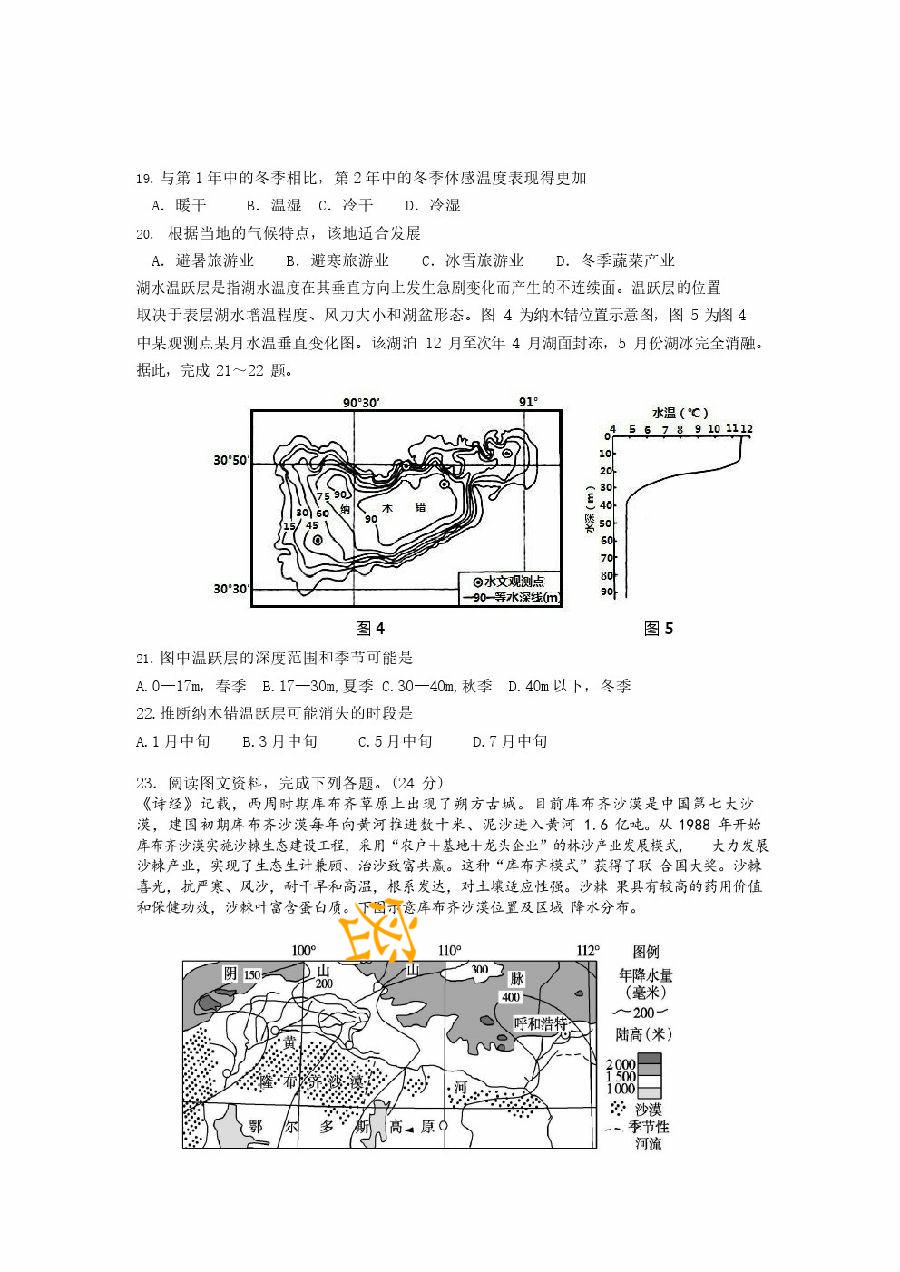 19. 与第 1 年中的冬季相比，第 2 年中的冬季体感温度表现得更加
A. 暖干 B. 温湿 C. 冷干 D. 冷湿
20. 根据当地的气候特点，该地适合发展
A. 避暑旅游业 B. 避寒旅游业 C. 冰雪旅游业 D. 冬季蔬菜产业
湖水温跃层是指湖水温度在其垂直方向上发生急剧变化而产生的不连续面。温跃层的位置
取决于表层湖水增温程度、风力大小和湖盆形态。图 4 为纳木错位置示意图，图 5 为图 4
中某观测点某月水温垂直变化图。该湖泊 12 月至次年 4 月湖面封冻，5 月份湖冰完全消融。
据此，完成 21～22 题。
90°30′ 91°
30°50′
30°30′
75 90
30 60
15 45
纳 木 错
90
⊙水文观测点
—90—等水深线(m)
图 4
水温（℃）
4 5 6 7 8 9 10 11 12
0
10
20
30
40
50
60
70
80
90
水深（m）
图 5
21. 图中温跃层的深度范围和季节可能是
A.0—17m，春季 B.17—30m,夏季 C.30—40m,秋季 D.40m以下，冬季
22.推断纳木错温跃层可能消失的时段是
A.1月中旬 B.3月中旬 C.5月中旬 D.7月中旬
23. 阅读图文资料，完成下列各题。（24 分）
《诗经》记载，西周时期库布齐草原上出现了朔方古城。目前库布齐沙漠是中国第七大沙
漠，建国初期库布齐沙漠每年向黄河推进数十米、泥沙进入黄河 1.6 亿吨。从 1988 年开始
库布齐沙漠实施沙棘生态建设工程，采用“农户＋基地＋龙头企业”的林沙产业发展模式， 大力发展
沙棘产业，实现了生态生计兼顾、治沙致富共赢。这种“库布齐模式”获得了联 合国大奖。沙棘
喜光，抗严寒、风沙，耐干旱和高温，根系发达，对土壤适应性强。沙棘 果具有较高的药用价值
和保健功效，沙棘叶富含蛋白质。下图示意库布齐沙漠位置及区域 降水分布。
100° 110° 112°
阴 150 山 200 山 300 脉
400
呼和浩特
黄
库 布 齐 沙 漠 河
鄂 尔 多 斯 高 原
图例
年降水量
（毫米）
～200～
陆高（米）
2 000
1 500
1 000
沙漠
季节性
河流